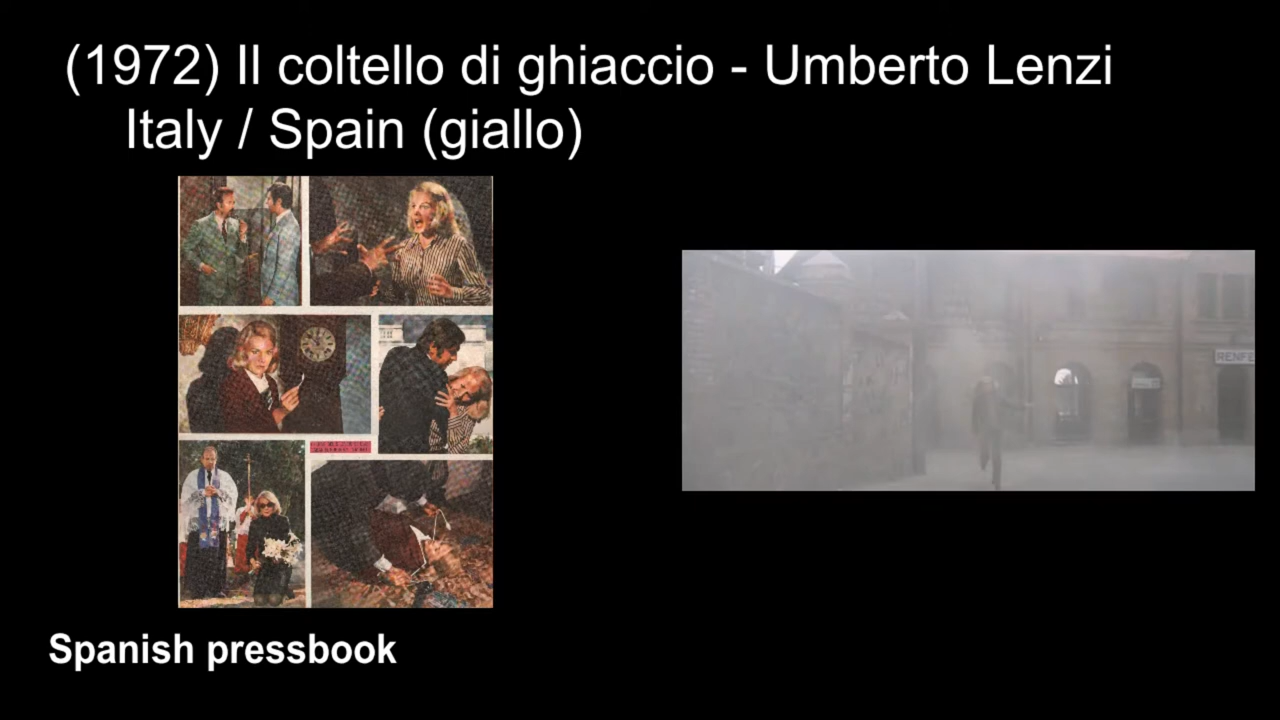 (1972) Il coltello di ghiaccio - Umberto Lenzi
Italy / Spain (giallo)
RENFE
Spanish pressbook